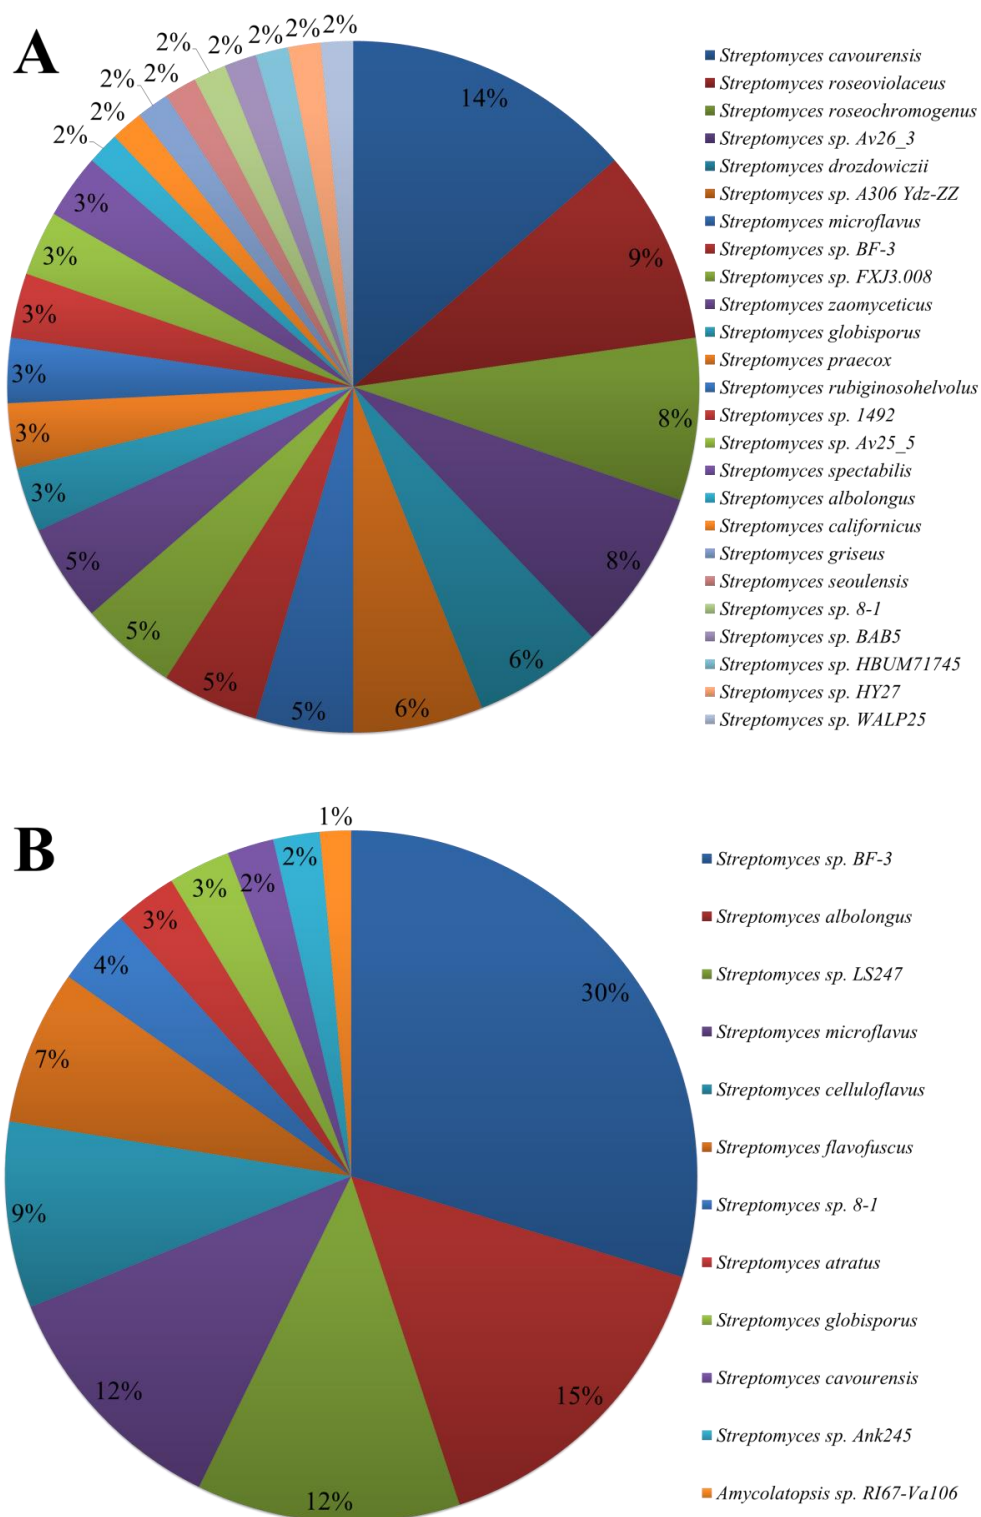 A
14%
9%
8%
8%
6%
6%
5%
5%
5%
5%
3%
3%
3%
3%
3%
3%
2%
2%
2%
2%
2%
2%
2%
2%
2%
Streptomyces cavourensis
Streptomyces roseoviolaceus
Streptomyces roseochromogenus
Streptomyces sp. Av26_3
Streptomyces drozdowiczii
Streptomyces sp. A306 Ydz-ZZ
Streptomyces microflavus
Streptomyces sp. BF-3
Streptomyces sp. FXJ3.008
Streptomyces zaomyceticus
Streptomyces globisporus
Streptomyces praecox
Streptomyces rubiginosohelvolus
Streptomyces sp. 1492
Streptomyces sp. Av25_5
Streptomyces spectabilis
Streptomyces albolongus
Streptomyces californicus
Streptomyces griseus
Streptomyces seoulensis
Streptomyces sp. 8-1
Streptomyces sp. BAB5
Streptomyces sp. HBUM71745
Streptomyces sp. HY27
Streptomyces sp. WALP25
B
30%
15%
12%
12%
9%
7%
4%
3%
3%
2%
2%
1%
Streptomyces sp. BF-3
Streptomyces albolongus
Streptomyces sp. LS247
Streptomyces microflavus
Streptomyces celluloflavus
Streptomyces flavofuscus
Streptomyces sp. 8-1
Streptomyces atratus
Streptomyces globisporus
Streptomyces cavourensis
Streptomyces sp. Ank245
Amycolatopsis sp. RI67-Va106